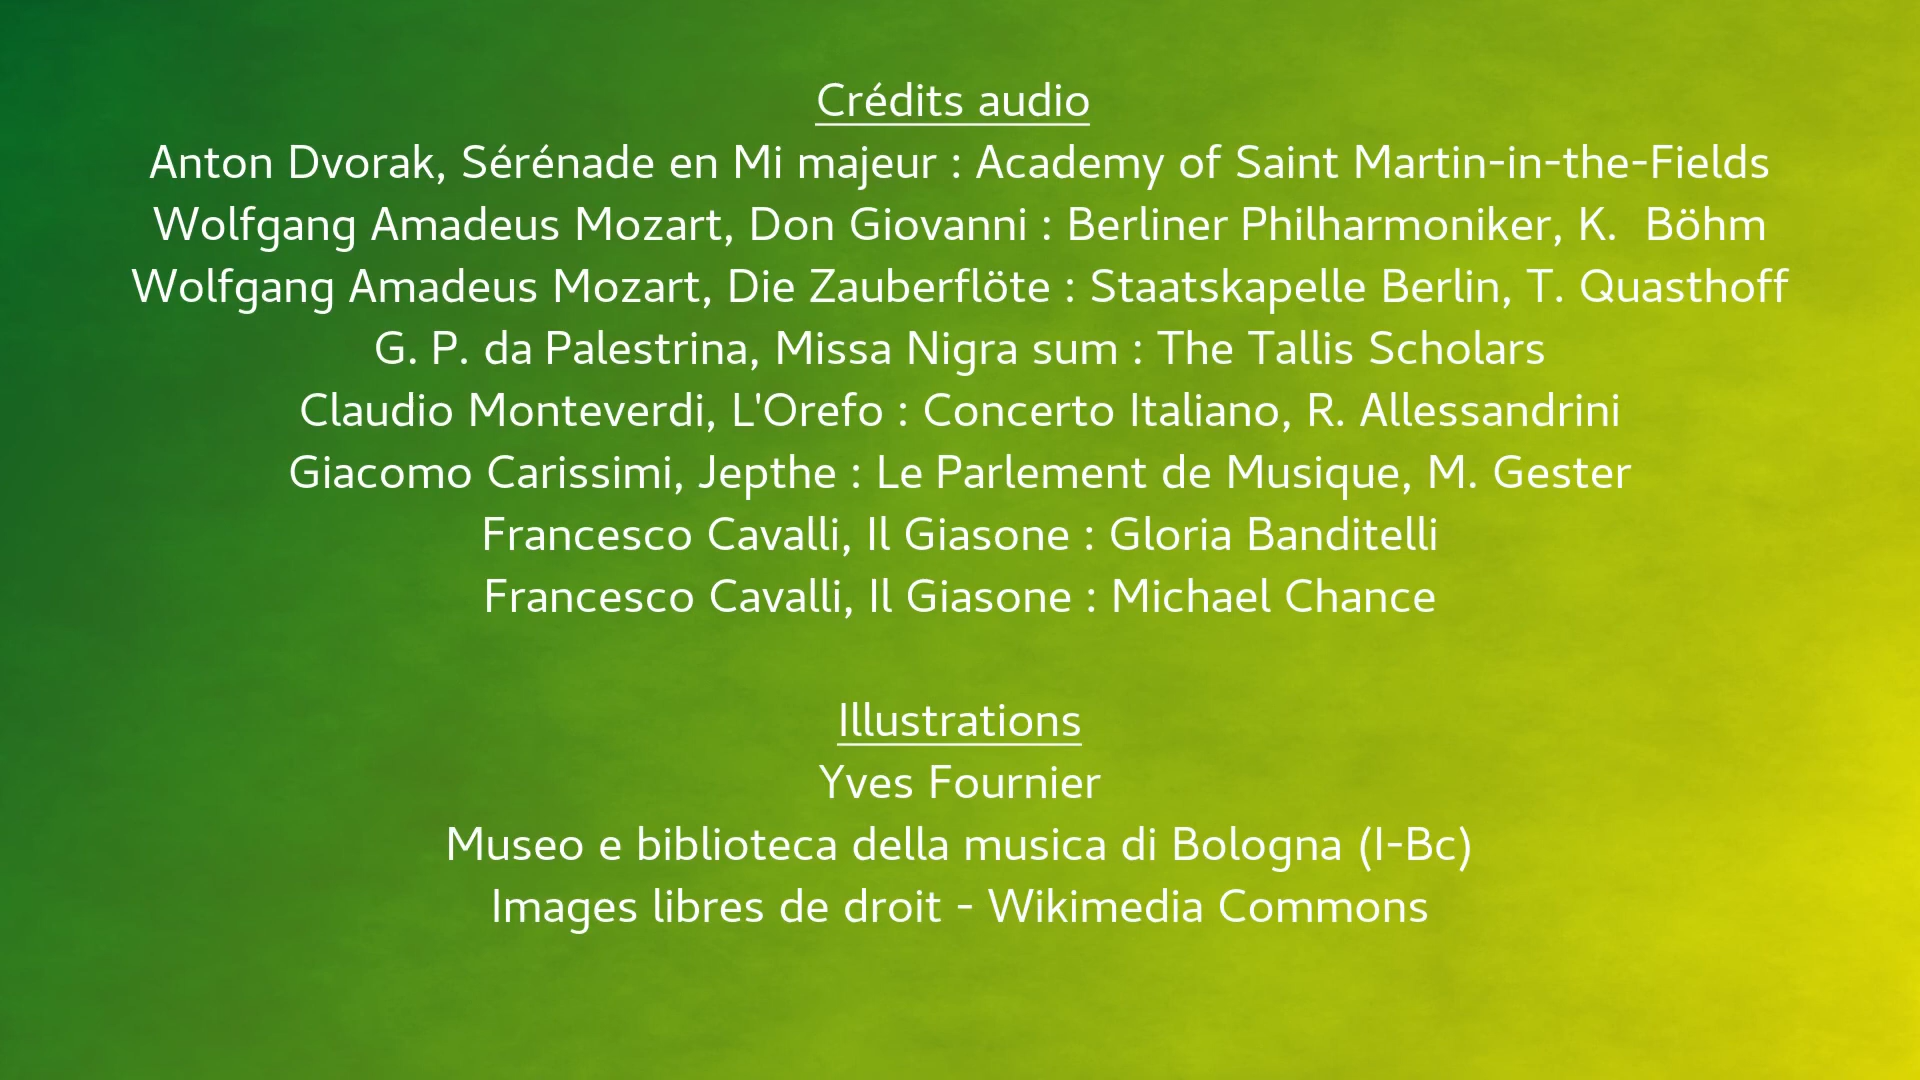 Crédits audio
Anton Dvorak, Sérénade en Mi majeur : Academy of Saint Martin-in-the-Fields
Wolfgang Amadeus Mozart, Don Giovanni : Berliner Philharmoniker, K.  Böhm
Wolfgang Amadeus Mozart, Die Zauberflöte : Staatskapelle Berlin, T. Quasthoff
G. P. da Palestrina, Missa Nigra sum : The Tallis Scholars
Claudio Monteverdi, L'Orefo : Concerto Italiano, R. Allessandrini
Giacomo Carissimi, Jepthe : Le Parlement de Musique, M. Gester
Francesco Cavalli, Il Giasone : Gloria Banditelli
Francesco Cavalli, Il Giasone : Michael Chance
Illustrations
Yves Fournier
Museo e biblioteca della musica di Bologna (I-Bc)
Images libres de droit - Wikimedia Commons